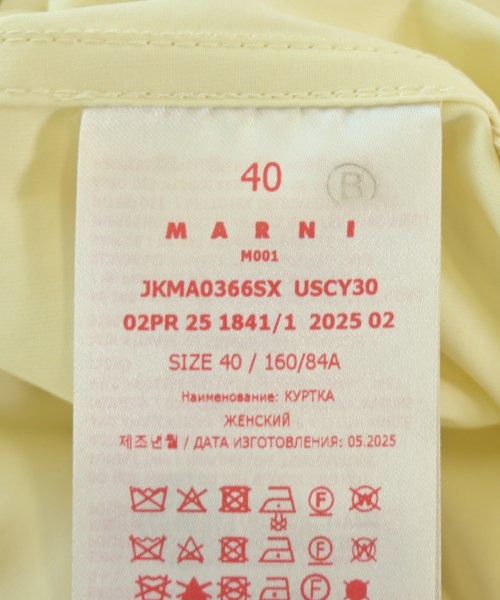 40
B
MARNI
M001
JKMA0366SX USCY30
02PR 25 1841/1 2025 02
SIZE 40 / 160/84A
Наименование: КУРТКА
ЖЕНСКИЙ
제조년월 / ДАТА ИЗГОТОВЛЕНИЯ: 05.2025
F W
F W
F